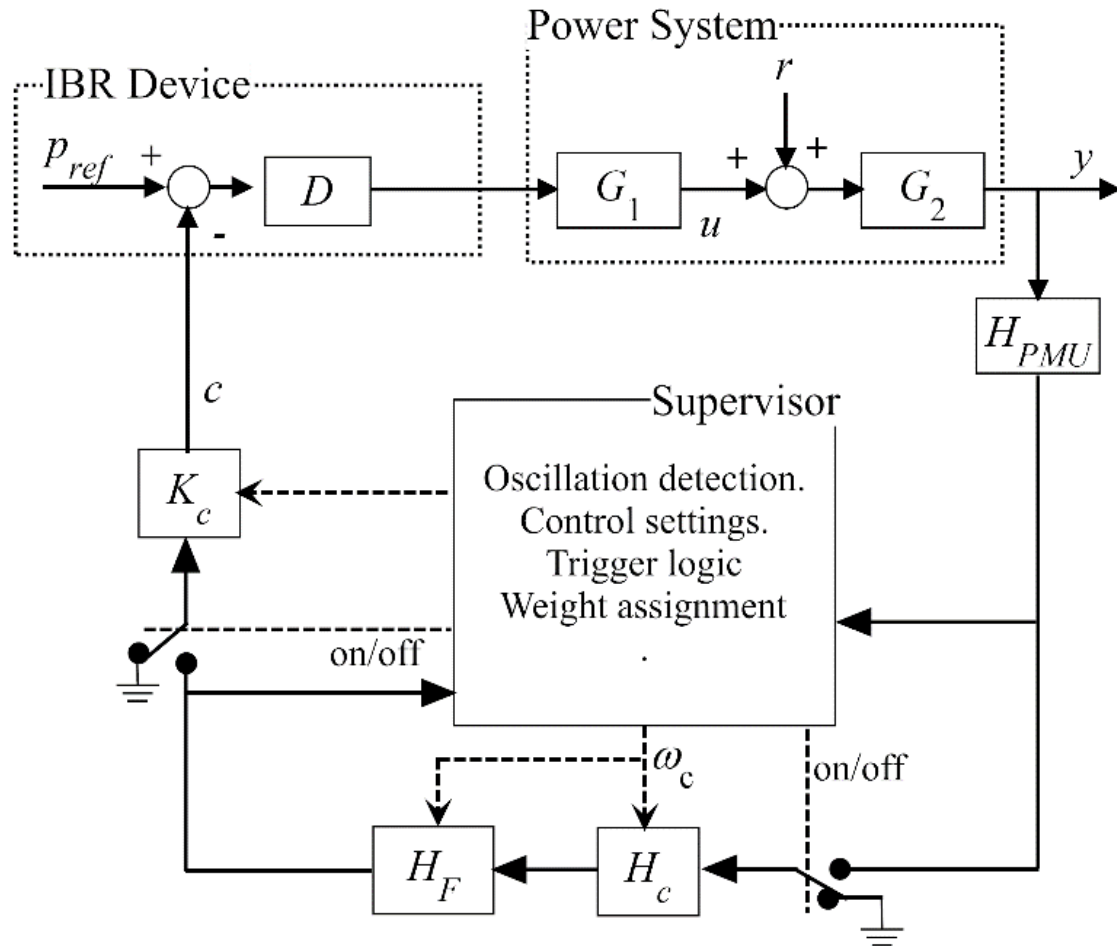 Power System
IBR Device
r
p_ref
+
-
D
G_1
+
+
u
G_2
y
H_PMU
c
Supervisor
K_c
Oscillation detection.
Control settings.
Trigger logic
Weight assignment
.
on/off
ω_c
on/off
H_F
H_c